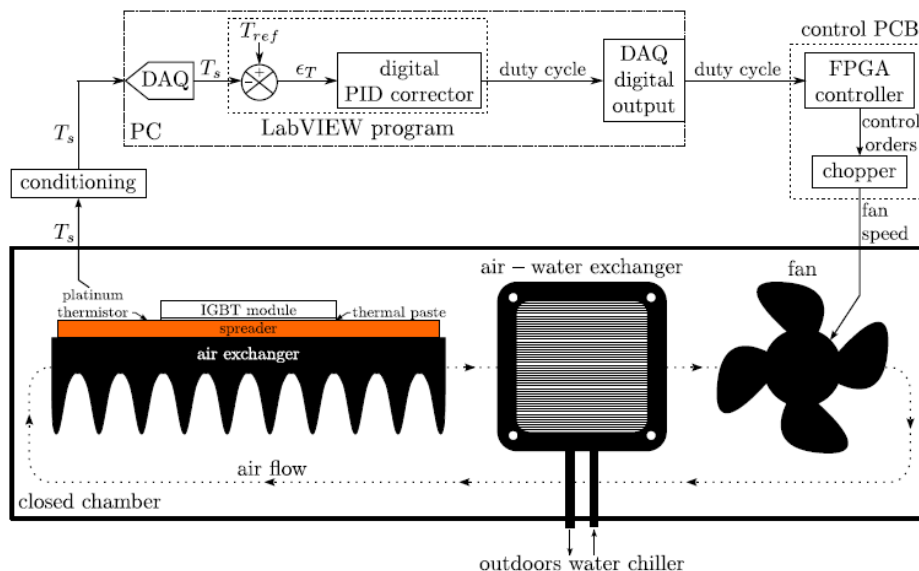 control PCB
T_ref
DAQ
T_s
+
−
ϵ_T
digital
PID corrector
duty cycle
DAQ
digital
output
duty cycle
FPGA
controller
PC
LabVIEW program
control
orders
T_s
conditioning
chopper
T_s
fan
speed
air – water exchanger
fan
platinum
thermistor
IGBT module
thermal paste
spreader
air exchanger
air flow
closed chamber
outdoors water chiller